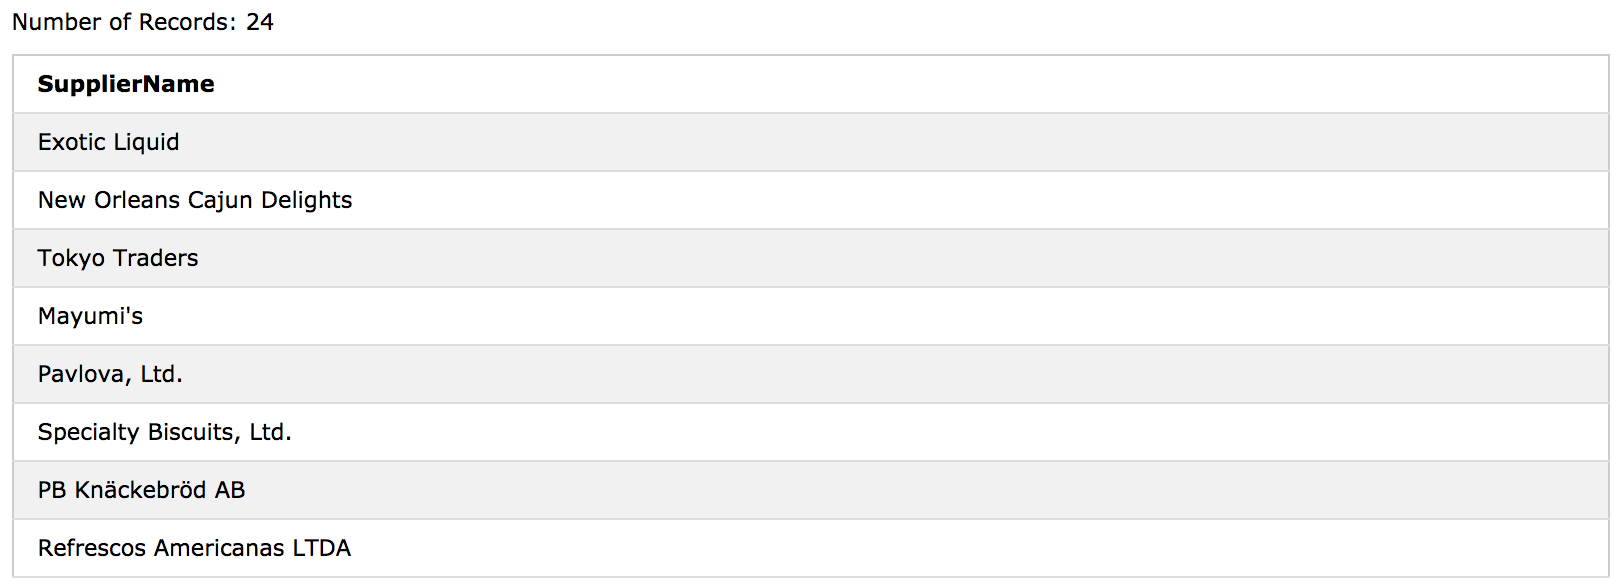 Number of Records: 24
SupplierName
Exotic Liquid
New Orleans Cajun Delights
Tokyo Traders
Mayumi's
Pavlova, Ltd.
Specialty Biscuits, Ltd.
PB Knäckebröd AB
Refrescos Americanas LTDA